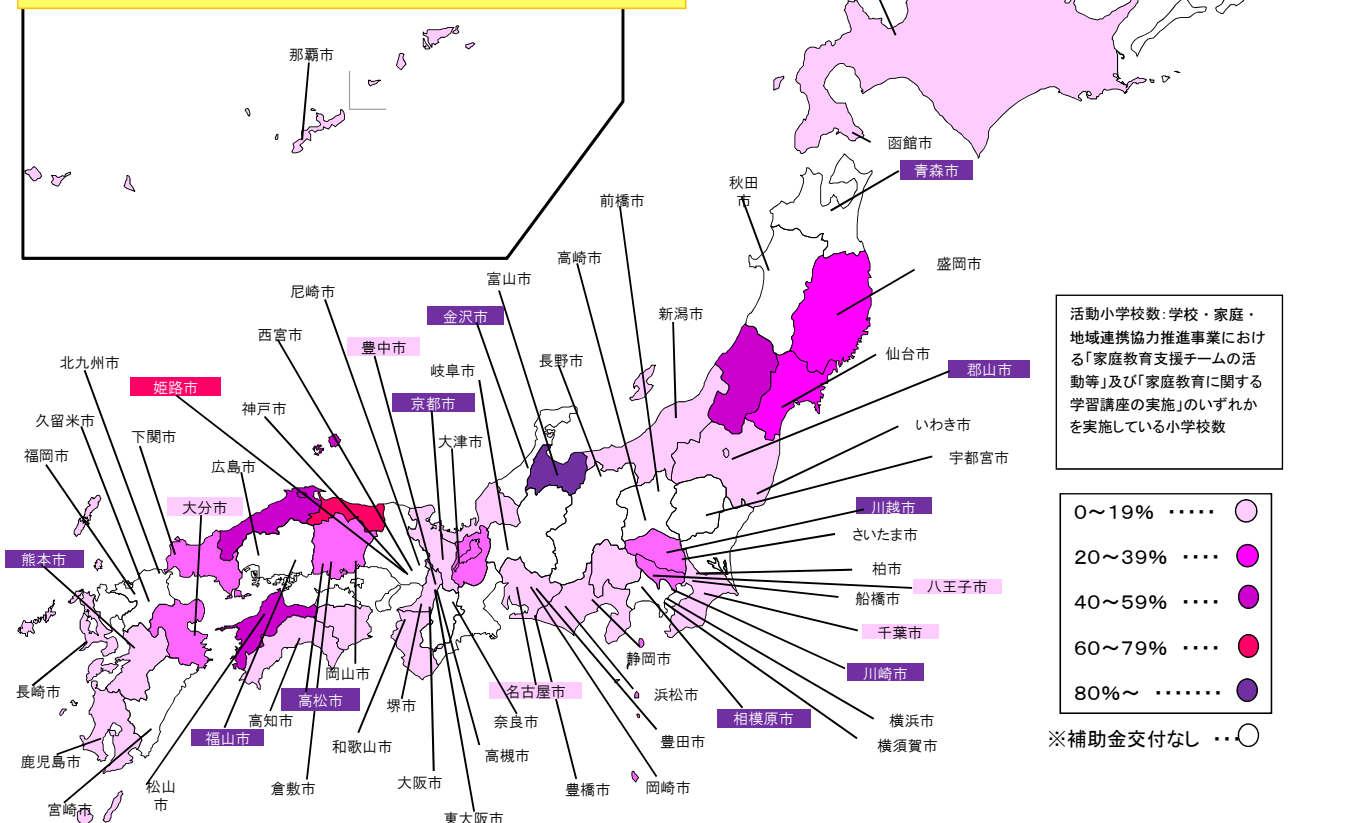 那覇市
函館市
青森市
秋田
市
前橋市
高崎市
盛岡市
富山市
尼崎市
金沢市
新潟市
西宮市
豊中市
長野市
仙台市
北九州市
岐阜市
郡山市
姫路市
京都市
神戸市
久留米市
いわき市
下関市
大津市
福岡市
広島市
宇都宮市
大分市
川越市
さいたま市
熊本市
柏市
八王子市
船橋市
千葉市
静岡市
岡山市
川崎市
長崎市
高松市
名古屋市
浜松市
堺市
高知市
奈良市
相模原市
横浜市
福山市
和歌山市
豊田市
横須賀市
高槻市
鹿児島市
大阪市
松山
市
倉敷市
豊橋市
岡崎市
宮崎市
東大阪市
活動小学校数:学校・家庭・
地域連携協力推進事業におけ
る「家庭教育支援チームの活
動等」及び「家庭教育に関する
学習講座の実施」のいずれか
を実施している小学校数
0～19% ‥‥‥
20～39% ‥‥
40～59% ‥‥
60～79% ‥‥
80%～ ‥‥‥‥
※補助金交付なし ‥‥